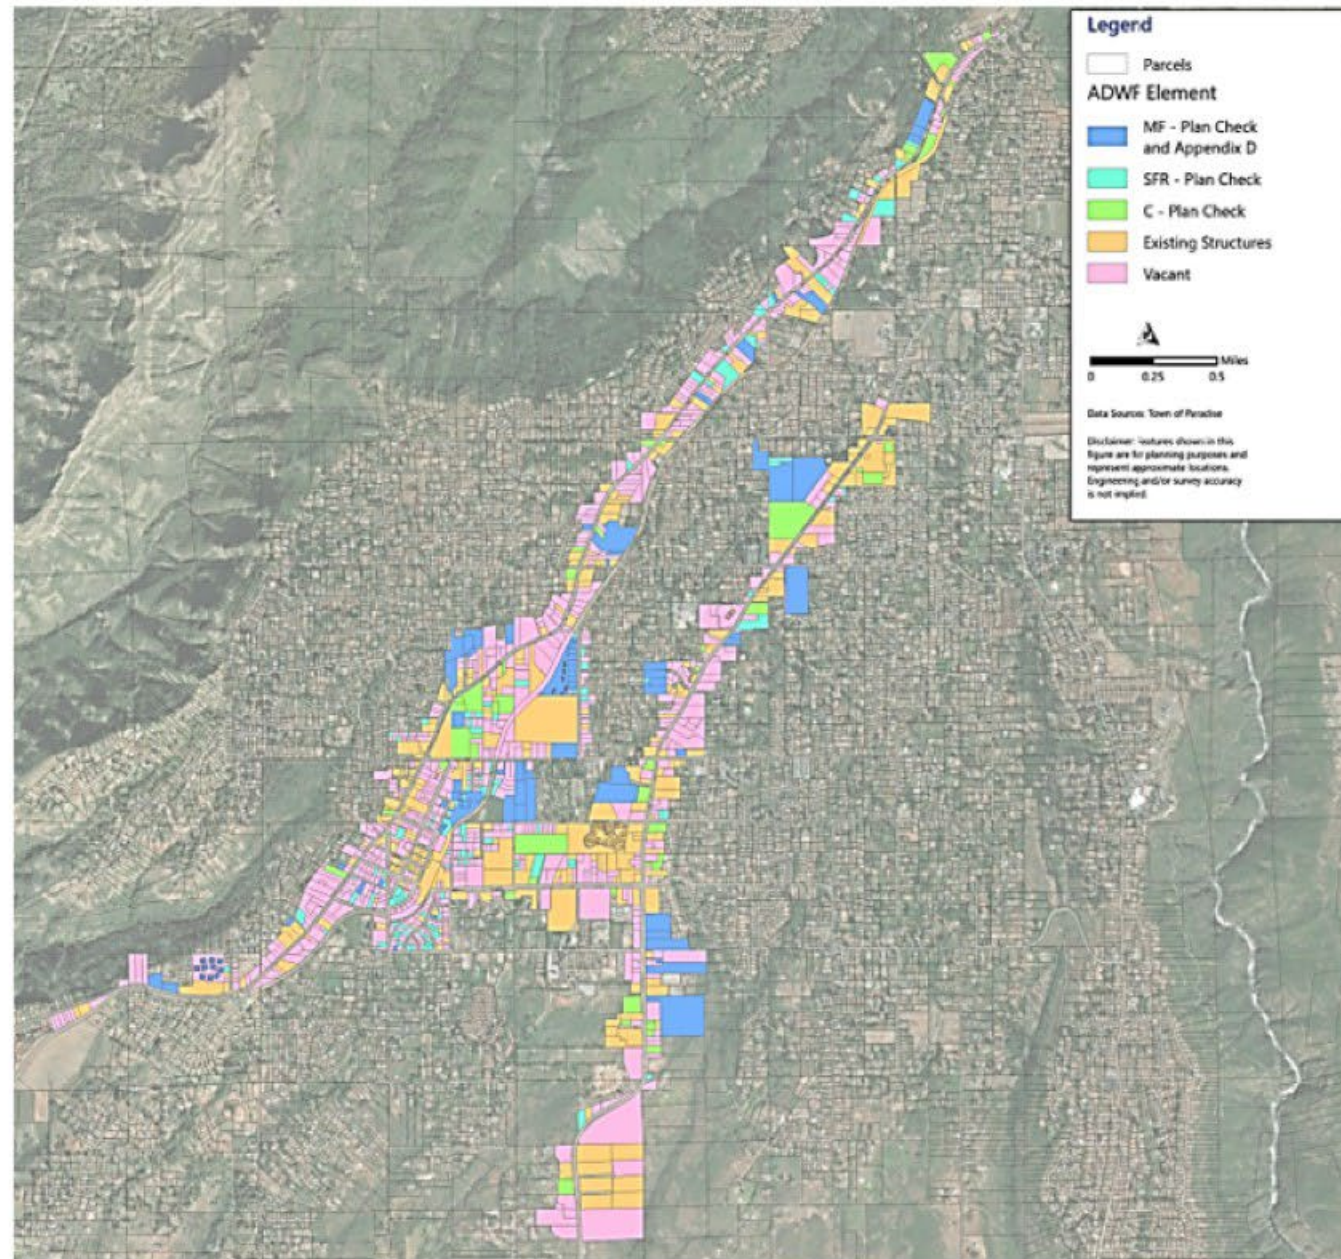 Legend
Parcels
ADWF Element
MF - Plan Check
and Appendix D
SFR - Plan Check
C - Plan Check
Existing Structures
Vacant
Miles
0 0.25 0.5
Data Sources: Town of Paradise
Disclaimer: Features shown in this
figure are for planning purposes and
represent approximate locations.
Engineering and/or survey accuracy
is not implied.